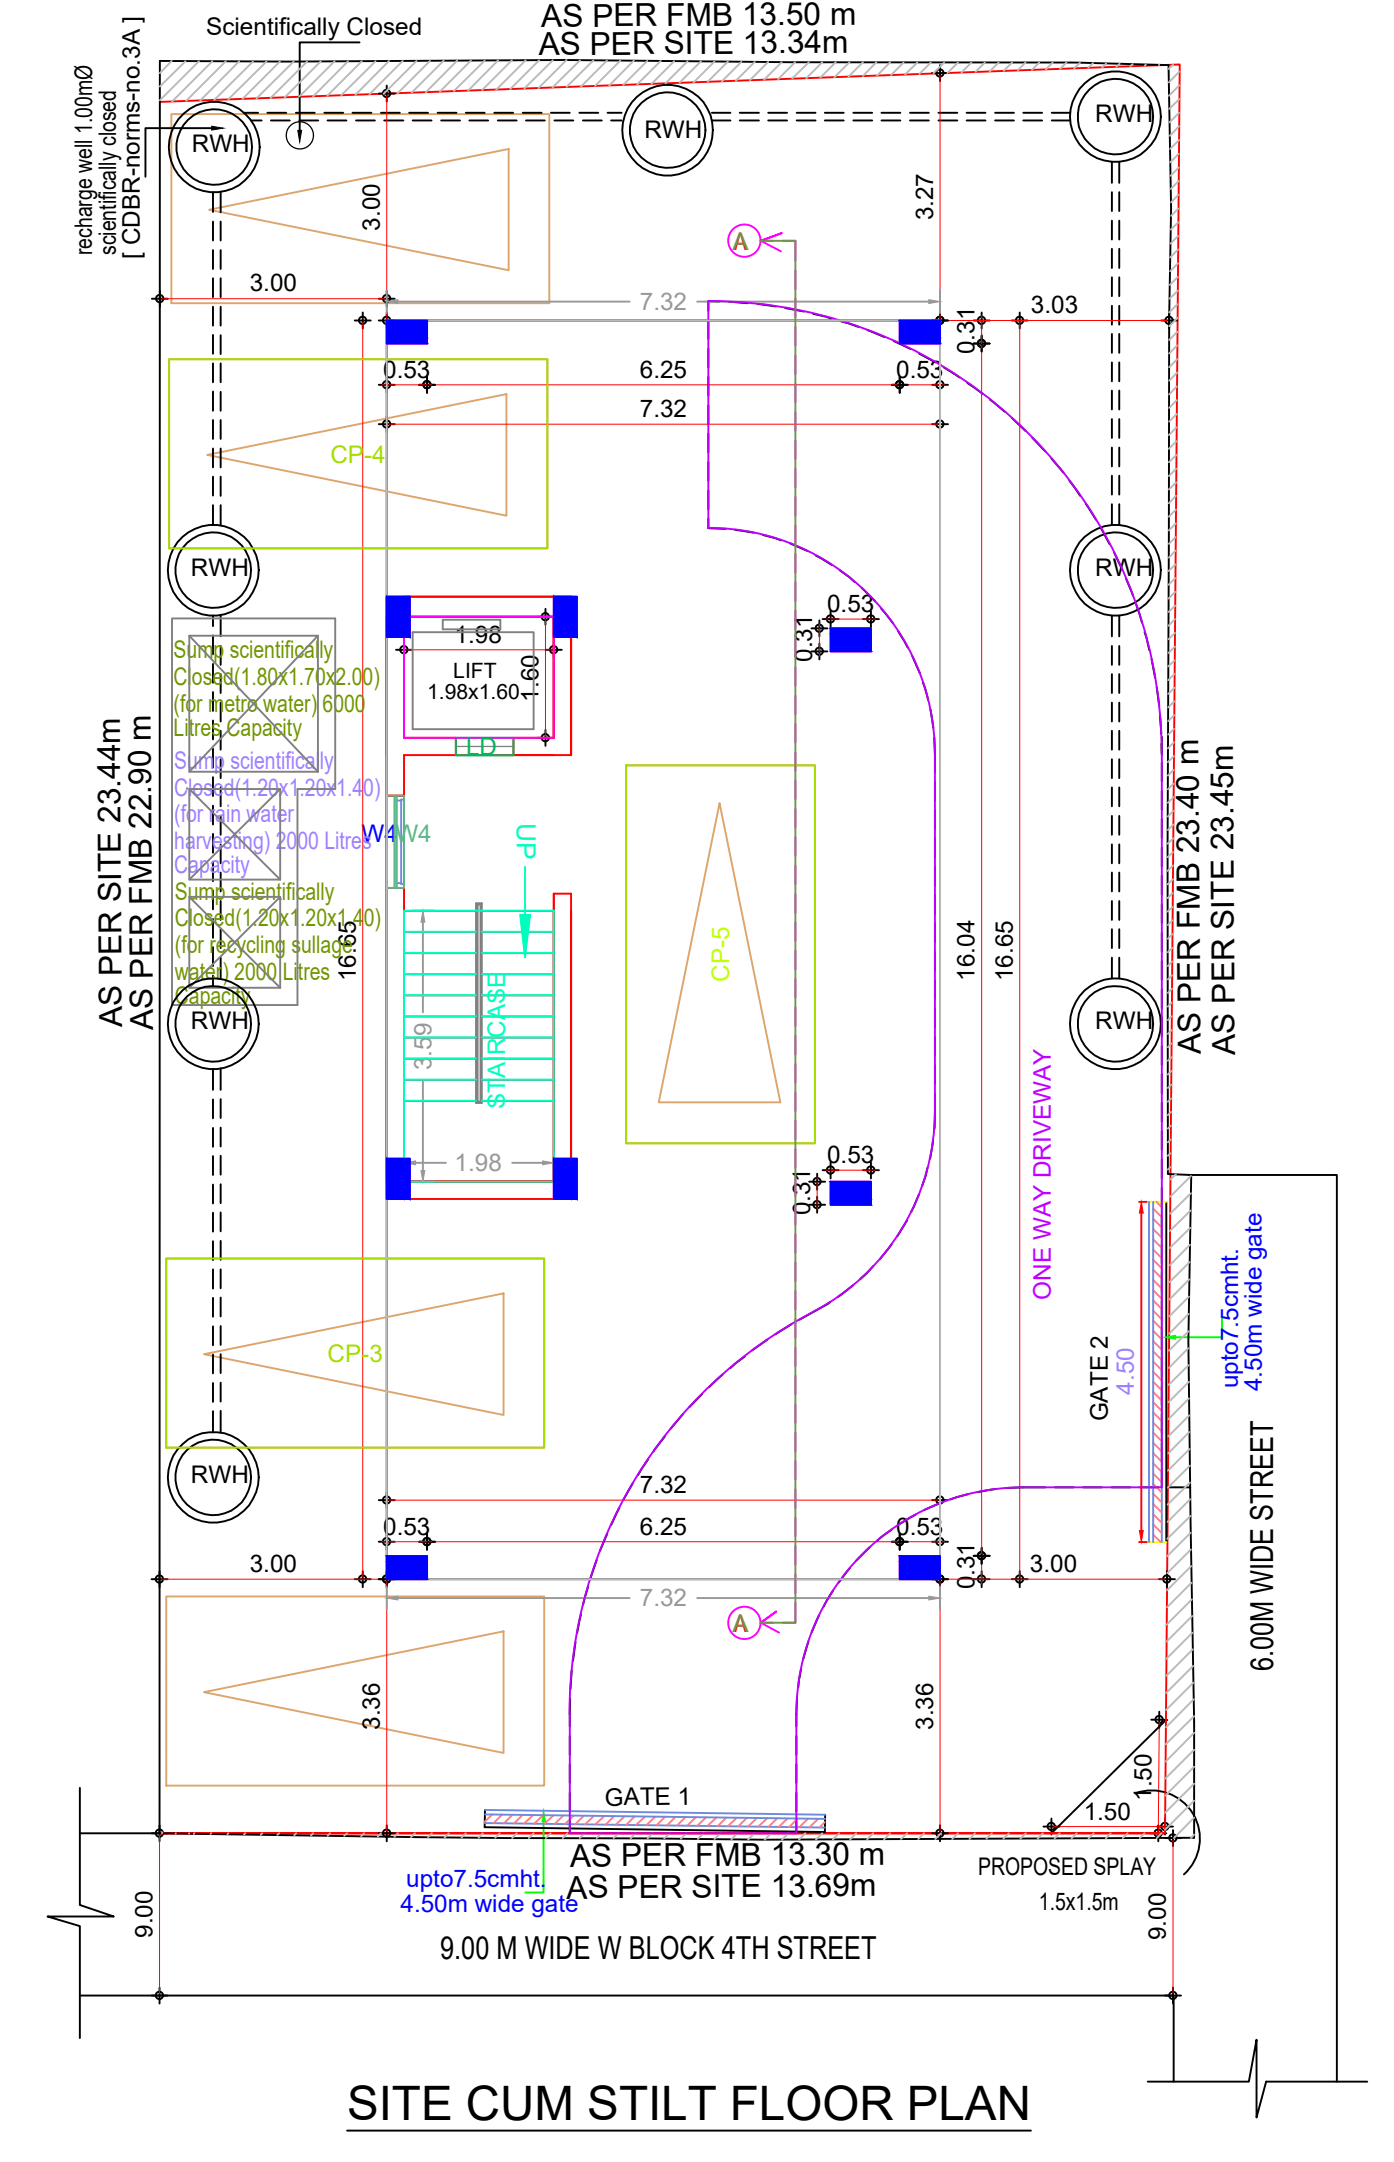 AS PER FMB 13.50 m
AS PER SITE 13.34m
Scientifically Closed
recharge well 1.00mØ
scientifically closed
[ CDBR-norms-no.3A ]
RWH
RWH
RWH
3.00
3.27
A
3.00
7.32
3.03
0.31
0.53
6.25
0.53
7.32
CP-4
RWH
RWH
0.53
0.31
1.98
LIFT
1.98x1.60
1.60
LD
Sump scientifically
Closed(1.80x1.70x2.00)
(for metro water) 6000
Litres Capacity
Sump scientifically
Closed(1.20x1.20x1.40)
(for rain water
harvesting) 2000 Litres
Capacity
Sump scientifically
Closed(1.20x1.20x1.40)
(for recycling sullage
water) 2000 Litres
Capacity
W4
W4
UP
AS PER SITE 23.44m
AS PER FMB 22.90 m
16.65
CP-5
16.04
16.65
AS PER FMB 23.40 m
AS PER SITE 23.45m
3.59
STAIRCASE
RWH
RWH
1.98
0.53
0.31
ONE WAY DRIVEWAY
CP-3
GATE 2
4.50
upto7.5cmht.
4.50m wide gate
RWH
7.32
0.53
6.25
0.53
3.00
0.31
3.00
7.32
A
6.00M WIDE STREET
3.36
3.36
1.50
1.50
GATE 1
AS PER FMB 13.30 m
AS PER SITE 13.69m
upto7.5cmht.
4.50m wide gate
PROPOSED SPLAY
1.5x1.5m
9.00
9.00
9.00 M WIDE W BLOCK 4TH STREET
SITE CUM STILT FLOOR PLAN